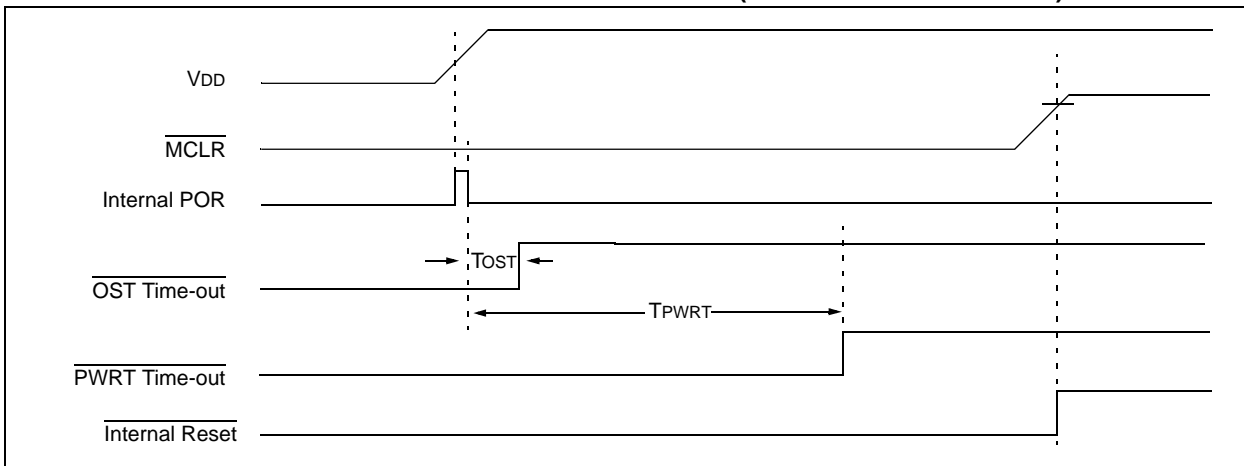 VDD
MCLR
Internal POR
TOST
OST Time-out
TPWRT
PWRT Time-out
Internal Reset